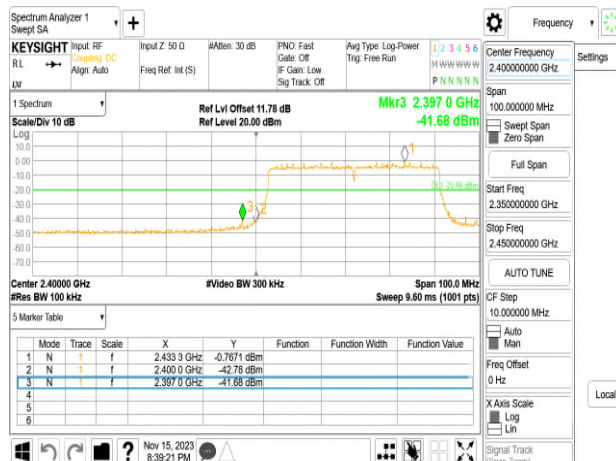 Spectrum Analyzer 1
Swept SA
Frequency
KEYSIGHT
Input: RF
Coupling: DC
Align: Auto
Input Z: 50 Ω
Freq Ref: Int (S)
#Atten: 30 dB
PNO: Fast
Gate: Off
IF Gain: Low
Sig Track: Off
Avg Type: Log-Power
Trig: Free Run
1 2 3 4 5 6
M W W W W W
P N N N N N
RL
Center Frequency
2.400000000 GHz
Settings
1 Spectrum
Scale/Div 10 dB
Ref Lvl Offset 11.78 dB
Ref Level 20.00 dBm
Mkr3 2.397 0 GHz
-41.68 dBm
Span
100.000000 MHz
Swept Span
Zero Span
Full Span
Start Freq
2.350000000 GHz
Stop Freq
2.450000000 GHz
AUTO TUNE
Log
10.0
0.00
-10.0
-20.0
-30.0
-40.0
-50.0
-60.0
-70.0
1
2
3
Center 2.40000 GHz
#Res BW 100 kHz
#Video BW 300 kHz
Span 100.0 MHz
Sweep 9.60 ms (1001 pts)
CF Step
10.000000 MHz
Auto
Man
Freq Offset
0 Hz
X Axis Scale
Log
Lin
Local
Signal Track
5 Marker Table
Mode Trace Scale X Y Function Function Width Function Value
1 N 1 f 2.433 3 GHz -0.7671 dBm
2 N 1 f 2.400 0 GHz -42.78 dBm
3 N 1 f 2.397 0 GHz -41.68 dBm
4
5
6
?
Nov 15, 2023
8:39:21 PM